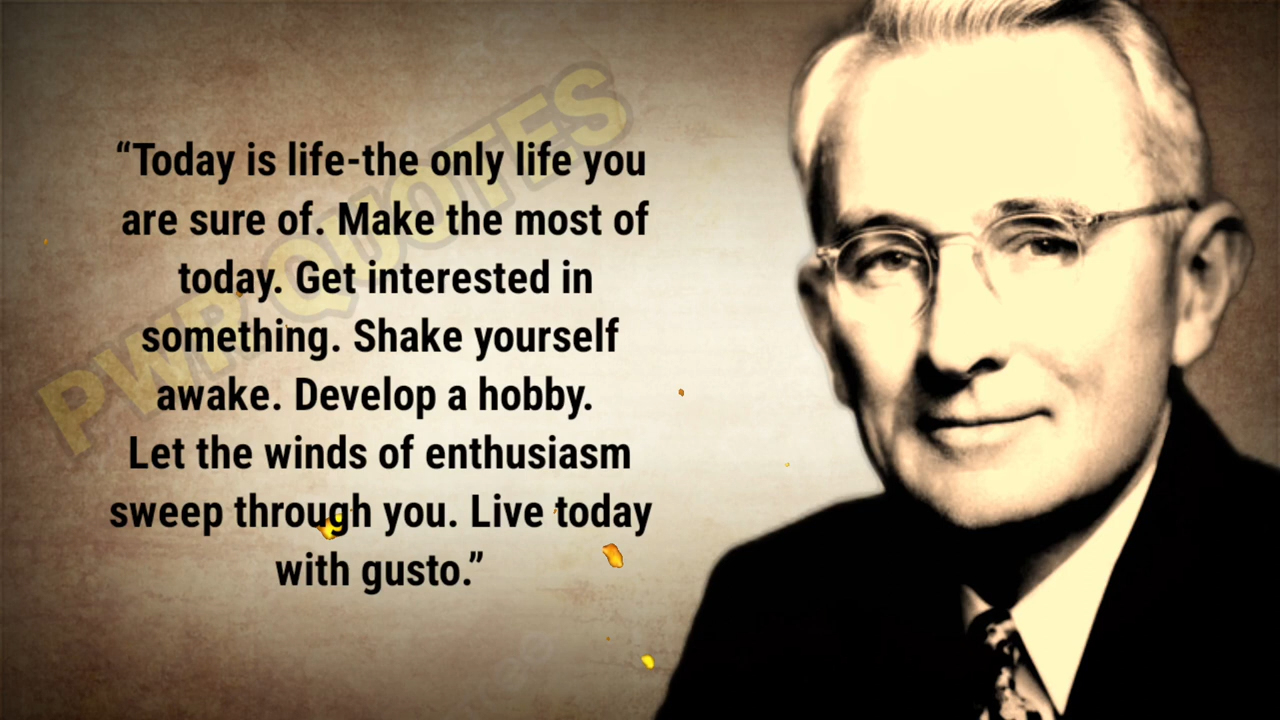 “Today is life-the only life you
are sure of. Make the most of
today. Get interested in
something. Shake yourself
awake. Develop a hobby.
Let the winds of enthusiasm
sweep through you. Live today
with gusto.”
PWR QUOTES